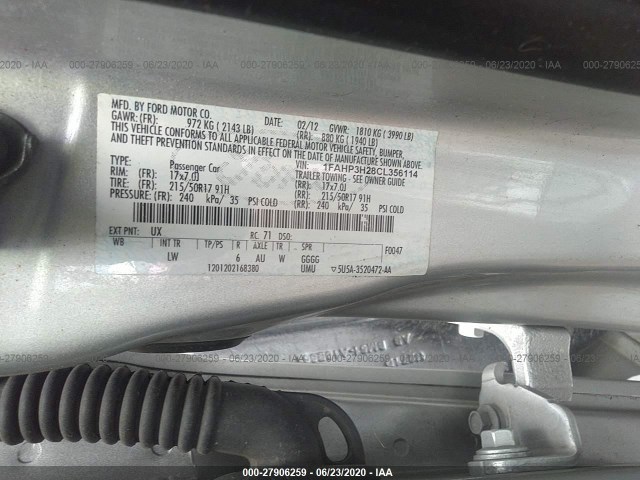 000-27906259 - 06/23/2020 - IAA
MFD. BY FORD MOTOR CO.
DATE: 02/12 GVWR: 1810 KG ( 3990 LB)
GAWR: (FR): 972 KG ( 2143 LB) (RR): 880 KG ( 1940 LB)
THIS VEHICLE CONFORMS TO ALL APPLICABLE
FEDERAL MOTOR VEHICLE SAFETY, BUMPER,
AND THEFT PREVENTION STANDARDS IN EFFECT ON THE DATE OF MANUFACTURE SHOWN ABOVE.
VIN: 1FAHP3H28CL356114
TYPE: Passenger Car
TRAILER TOWING - SEE OWNER GUIDE
RIM: (FR) 17x7.0J (RR) 17x7.0J
TIRE: (FR) 215/50R17 91H (RR) 215/50R17 91H
PRESSURE: (FR) 240 kPa/ 35 PSI COLD (RR) 240 kPa/ 35 PSI COLD
EXT PNT: UX RC: 71 DSO:
F0047
WB INT TR TP/PS R AXLE TR SPR
LW 6 AU W GGGG
1201202168380 UMU ▽5U5A-3520472-AA
000-27906259 - 06/23/2020 - IAA